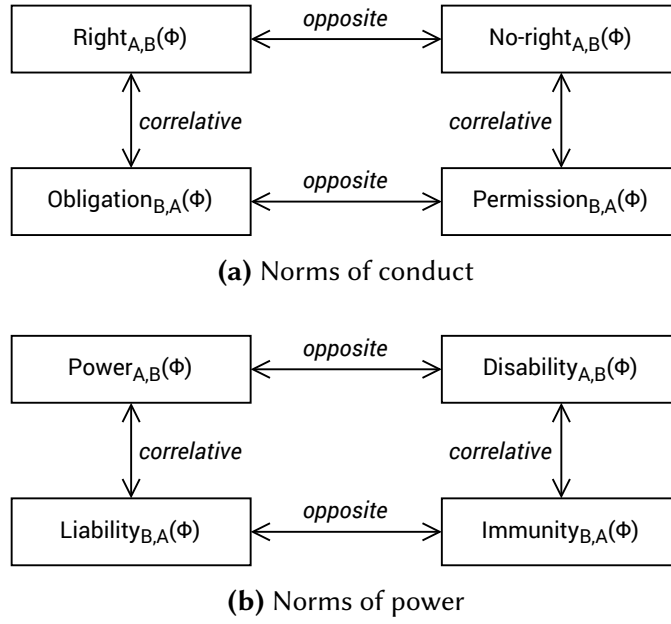 opposite
Right_A,B(Φ) No-right_A,B(Φ)
correlative correlative
opposite
Obligation_B,A(Φ) Permission_B,A(Φ)
(a) Norms of conduct
opposite
Power_A,B(Φ) Disability_A,B(Φ)
correlative correlative
opposite
Liability_B,A(Φ) Immunity_B,A(Φ)
(b) Norms of power